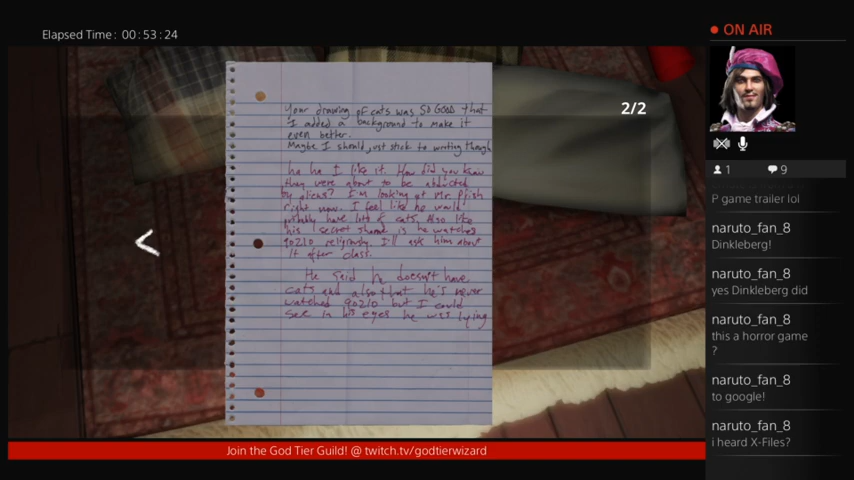 Elapsed Time: 00:53:24
ON AIR
2/2
Your drawing of cats was SO GOOD that
I added a background to make it
even better.
Maybe I should just stick to writing though
ha ha I like it. How did you know
they were about to be abducted
by aliens? I'm looking at Mr. Pfish
right now. I feel like he would
probably have lots of cats. Also like
his secret shame is he watches
90210 religiously. I'll ask him about
it after class.
He said he doesn't have
cats and also that he's never
watched 90210 but I could
see in his eyes he was lying
1
9
P game trailer lol
naruto_fan_8
Dinkleberg!
naruto_fan_8
yes Dinkleberg did
naruto_fan_8
this a horror game
?
naruto_fan_8
to google!
naruto_fan_8
i heard X-Files?
Join the God Tier Guild! @ twitch.tv/godtierwizard